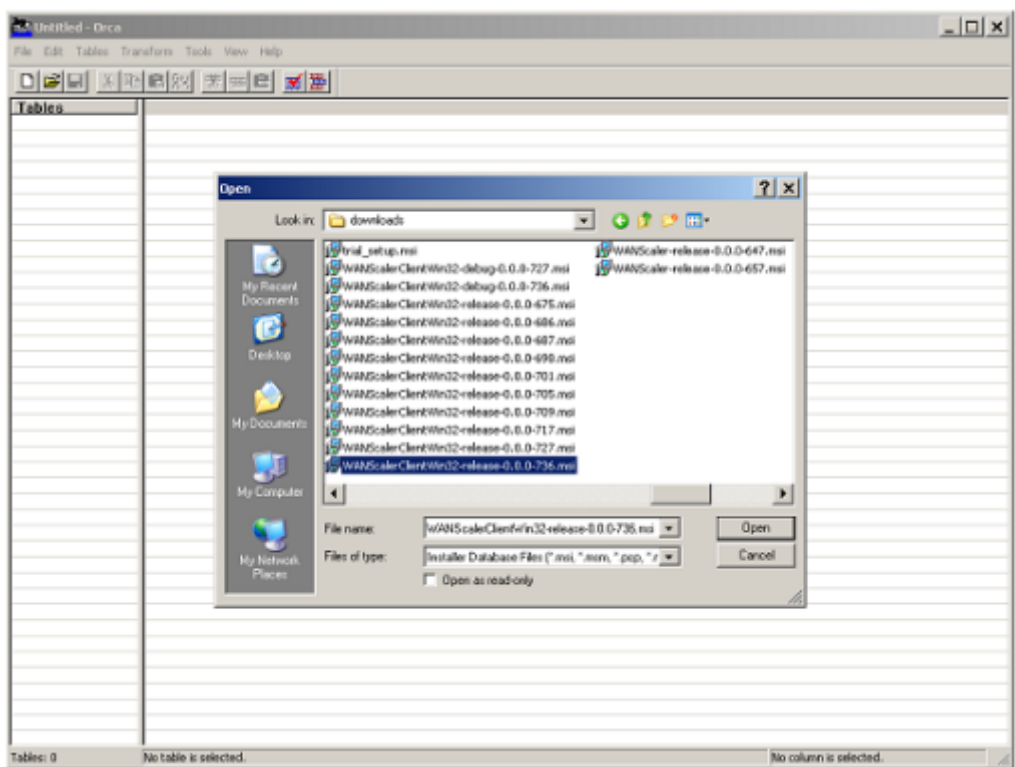 Untitled - Orca
File Edit Tables Transform Tools View Help
Tables
Open
Look in: downloads
My Recent Documents
Desktop
My Documents
My Computer
My Network Places
trial_setup.msi
WANScalerClientWin32-debug-0.0.0-727.msi
WANScalerClientWin32-debug-0.0.0-736.msi
WANScalerClientWin32-release-0.0.0-675.msi
WANScalerClientWin32-release-0.0.0-686.msi
WANScalerClientWin32-release-0.0.0-687.msi
WANScalerClientWin32-release-0.0.0-698.msi
WANScalerClientWin32-release-0.0.0-701.msi
WANScalerClientWin32-release-0.0.0-705.msi
WANScalerClientWin32-release-0.0.0-709.msi
WANScalerClientWin32-release-0.0.0-717.msi
WANScalerClientWin32-release-0.0.0-727.msi
WANScalerClientWin32-release-0.0.0-736.msi
WANScaler-release-0.0.0-647.msi
WANScaler-release-0.0.0-657.msi
File name: WANScalerClientWin32-release-0.0.0-736.msi Open
Files of type: Installer Database Files (*.msi, *.msm, *.pcp, *.r Cancel
Open as read-only
Tables: 0 No table is selected. No column is selected.